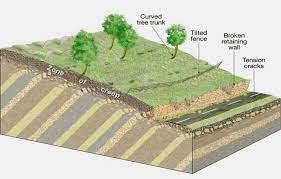 Curved
tree trunk
Tilted
fence
Broken
retaining
wall
Tension
cracks
Zone of creep